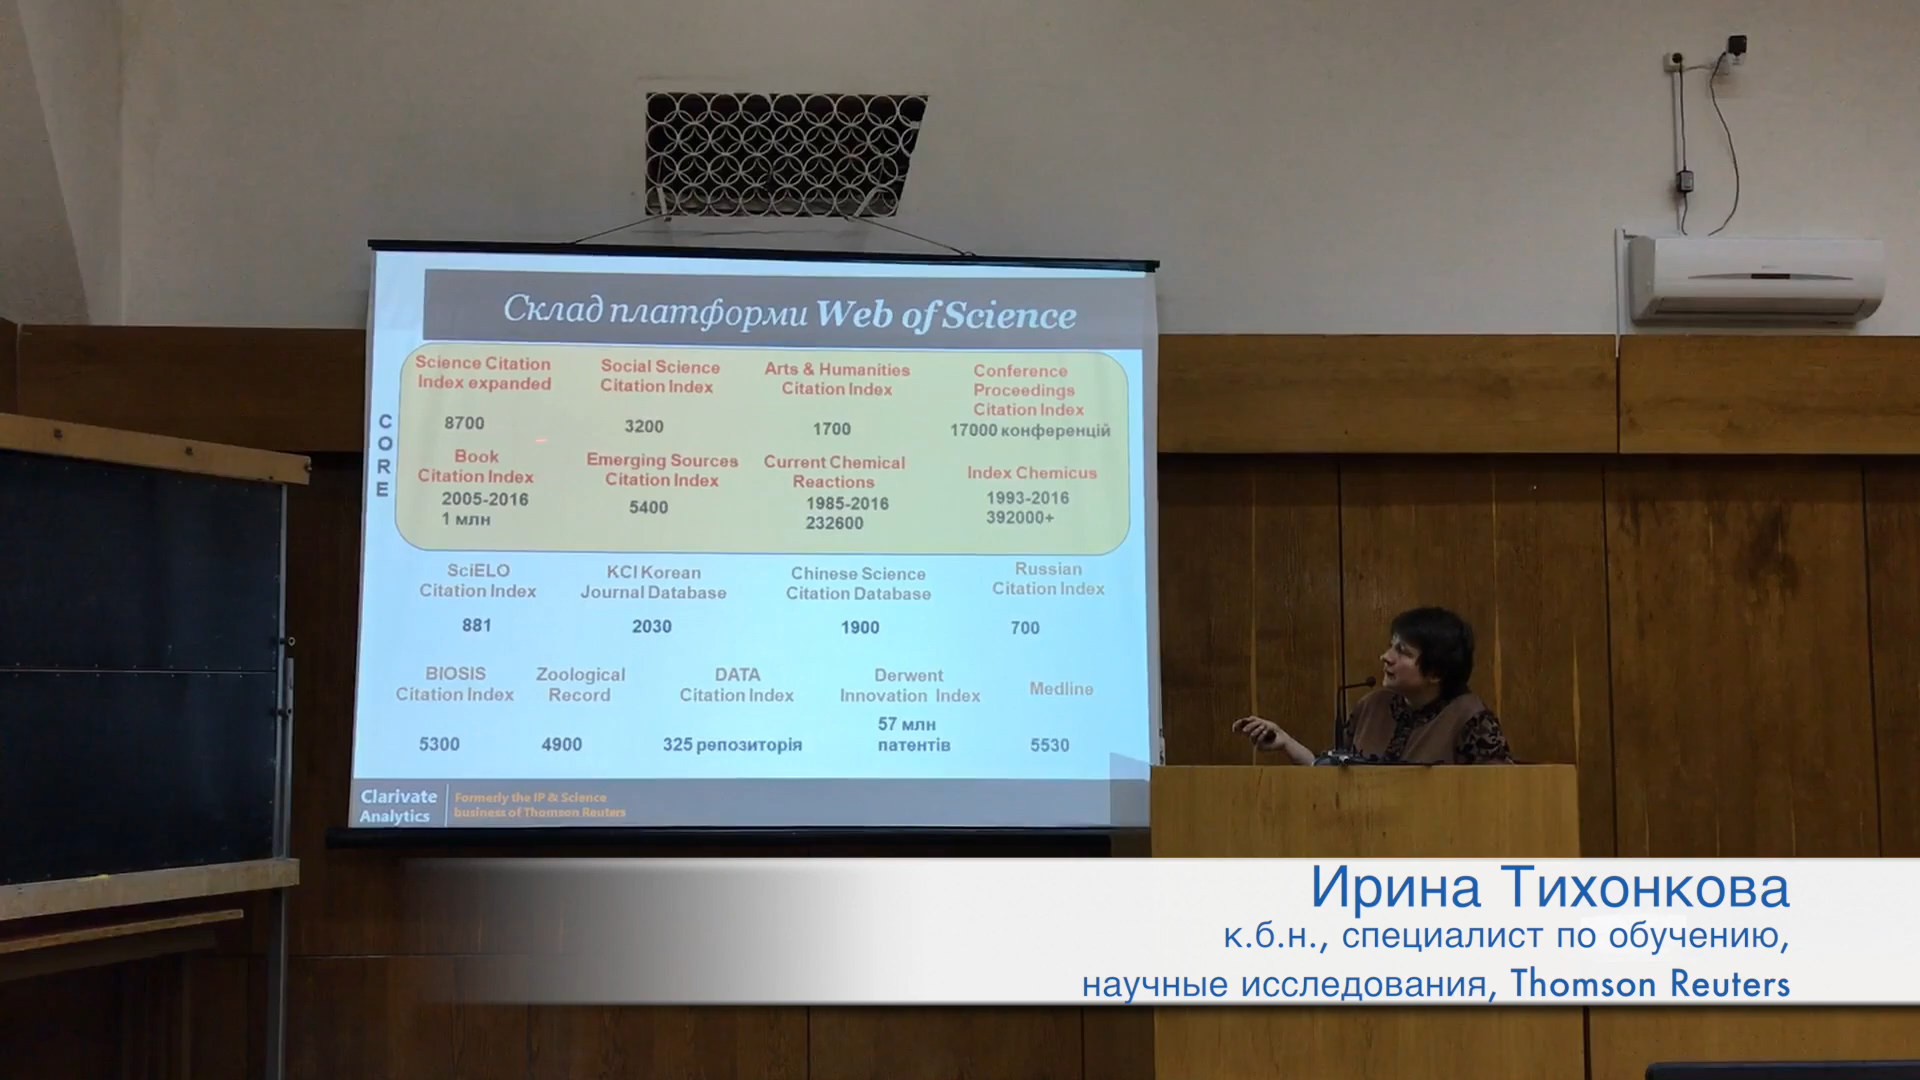 Склад платформи Web of Science
CORE
Science Citation
Index expanded
8700
Social Science
Citation Index
3200
Arts & Humanities
Citation Index
1700
Conference
Proceedings
Citation Index
17000 конференцій
Book
Citation Index
2005-2016
1 млн
Emerging Sources
Citation Index
5400
Current Chemical
Reactions
1985-2016
232600
Index Chemicus
1993-2016
392000+
SciELO
Citation Index
881
KCI Korean
Journal Database
2030
Chinese Science
Citation Database
1900
Russian
Citation Index
700
BIOSIS
Citation Index
5300
Zoological
Record
4900
DATA
Citation Index
325 репозиторія
Derwent
Innovation Index
57 млн
патентів
Medline
5530
Clarivate
Analytics
Formerly the IP & Science
business of Thomson Reuters
Ирина Тихонкова
к.б.н., специалист по обучению,
научные исследования, Thomson Reuters